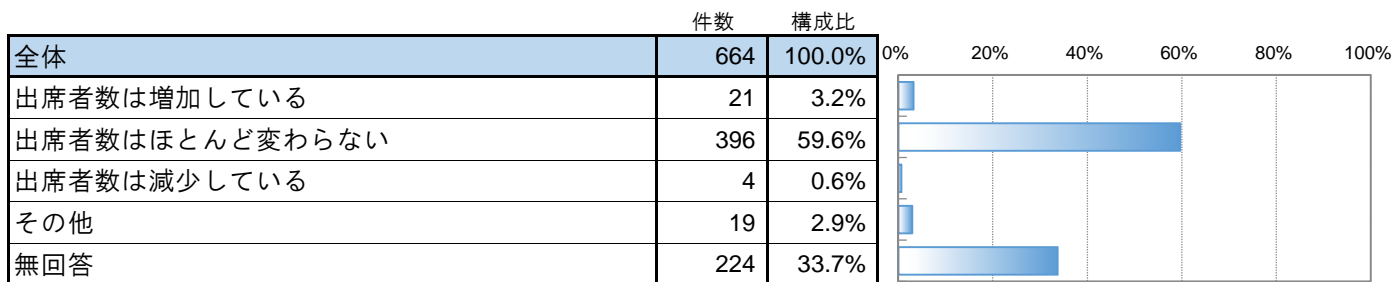 件数 構成比
全体 664 100.0% 0% 20% 40% 60% 80% 100%
出席者数は増加している 21 3.2%
出席者数はほとんど変わらない 396 59.6%
出席者数は減少している 4 0.6%
その他 19 2.9%
無回答 224 33.7%